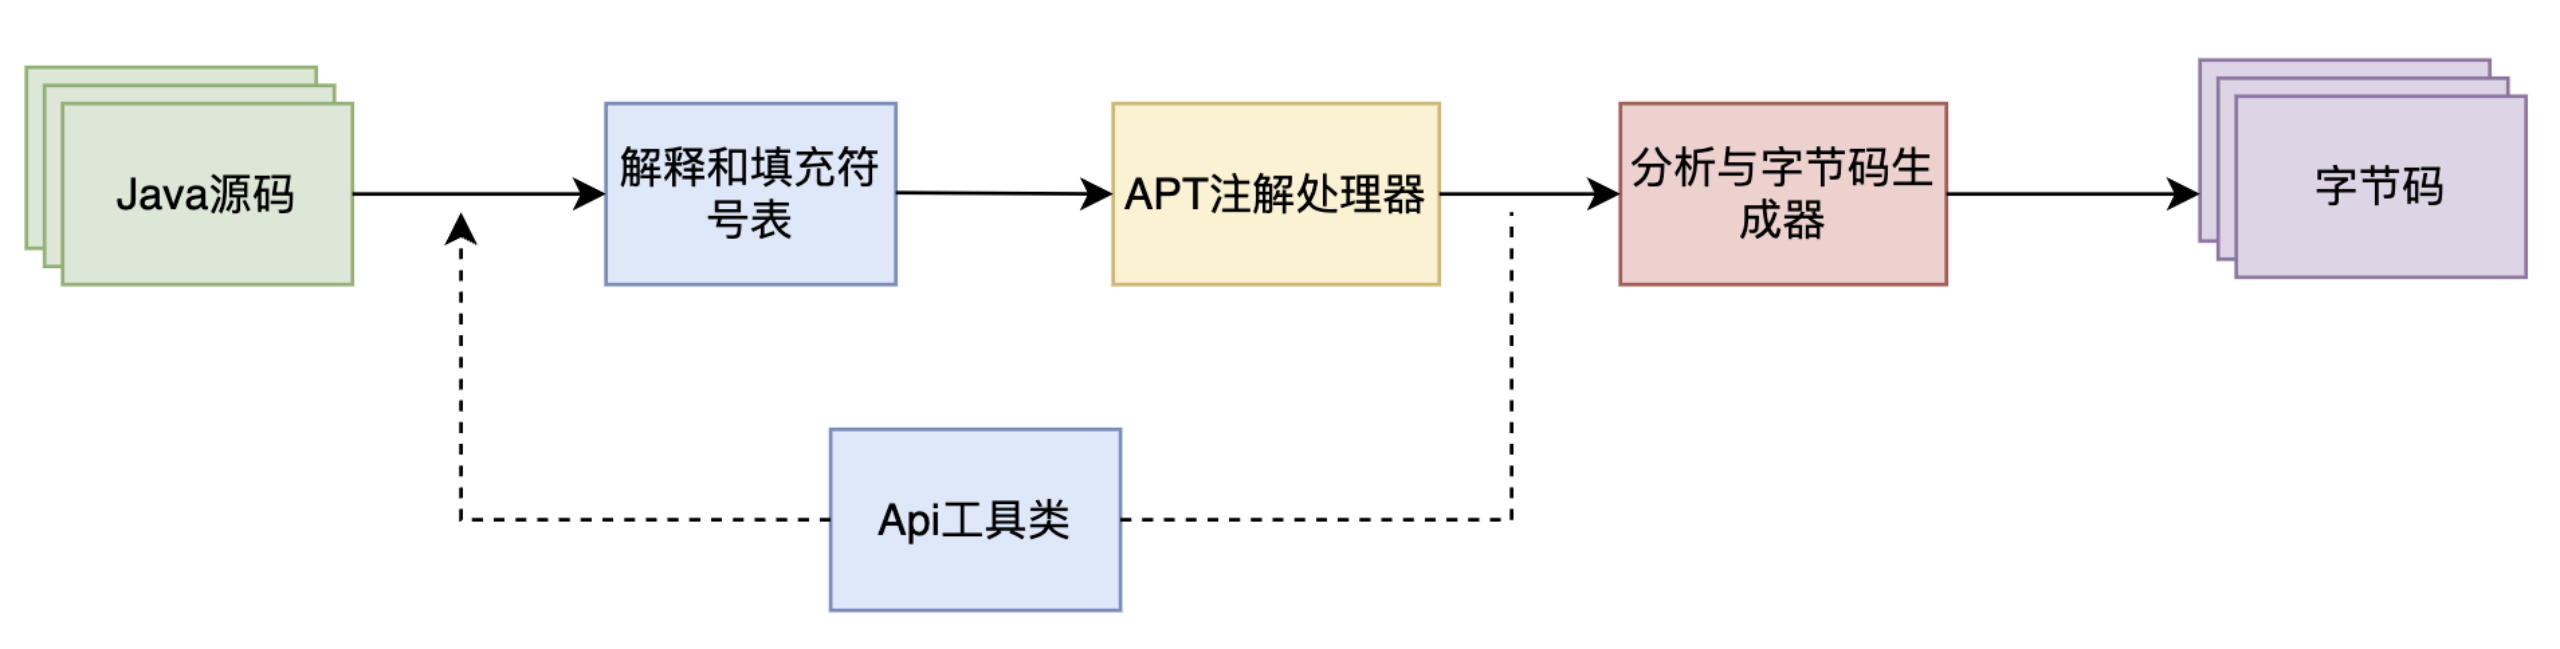 Java源码
解释和填充符
号表
APT注解处理器
分析与字节码生
成器
字节码
Api工具类